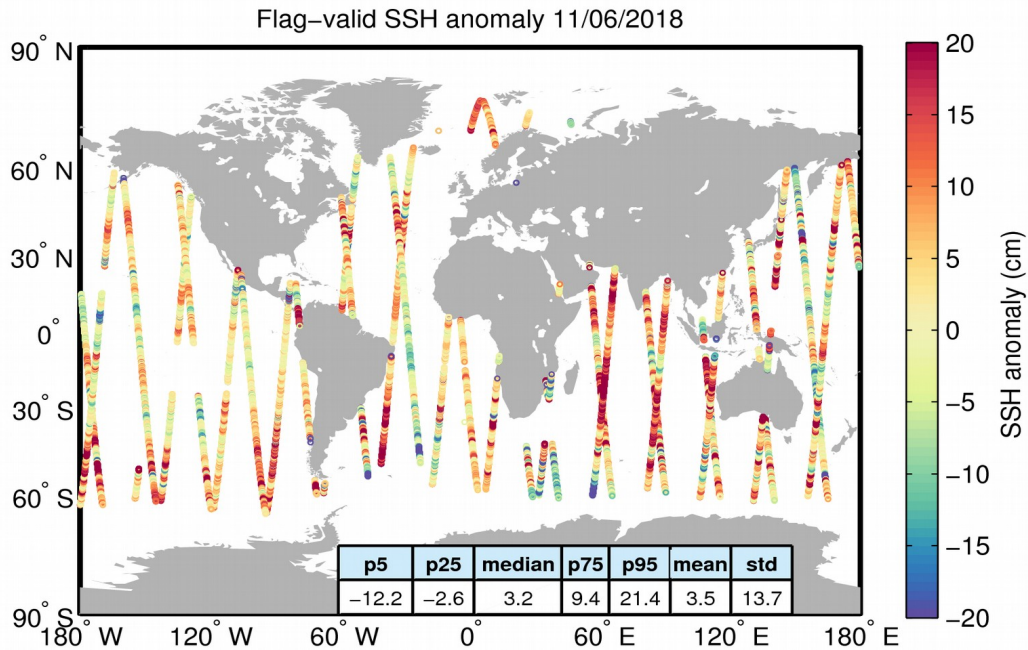 Flag−valid SSH anomaly 11/06/2018
90° N
60° N
30° N
0°
30° S
60° S
90° S
180° W
120° W
60° W
0°
60° E
120° E
180° E
p5 p25 median p75 p95 mean std
−12.2 −2.6 3.2 9.4 21.4 3.5 13.7
20
15
10
5
0
−5
−10
−15
−20
SSH anomaly (cm)